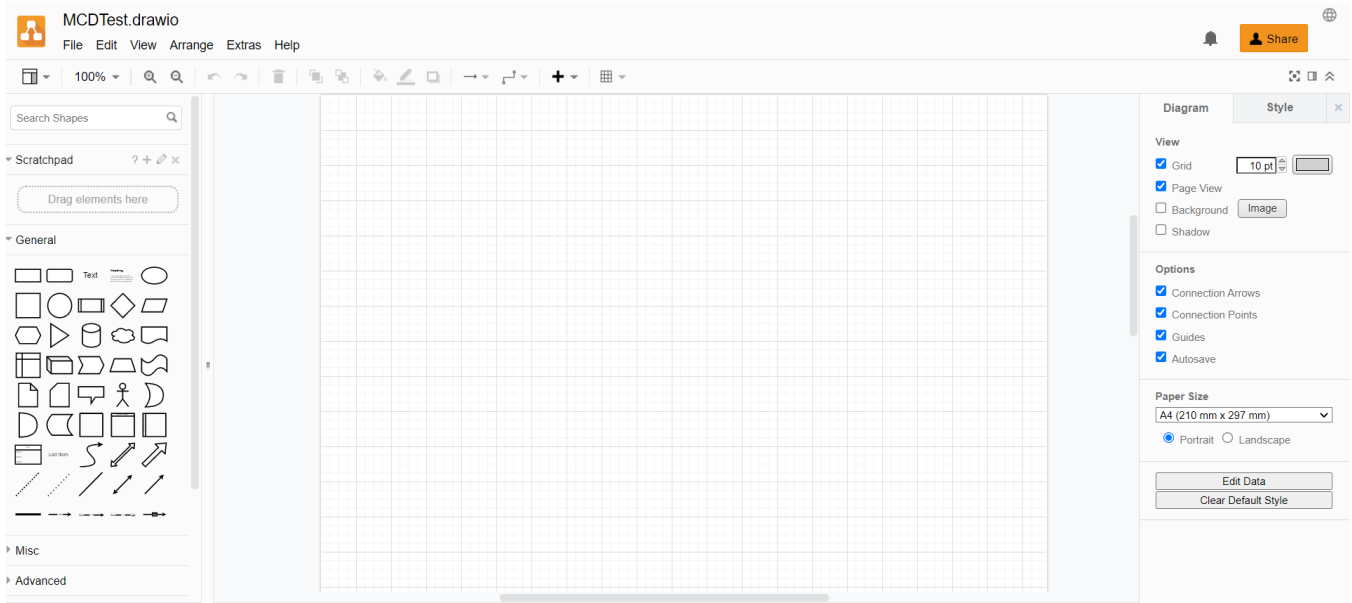 MCDTest.drawio
File Edit View Arrange Extras Help
Share
100%
Search Shapes
Scratchpad
?
Drag elements here
General
Text
Heading
List Item
Misc
Advanced
Diagram Style
View
Grid 10 pt
Page View
Background Image
Shadow
Options
Connection Arrows
Connection Points
Guides
Autosave
Paper Size
A4 (210 mm x 297 mm)
Portrait Landscape
Edit Data
Clear Default Style